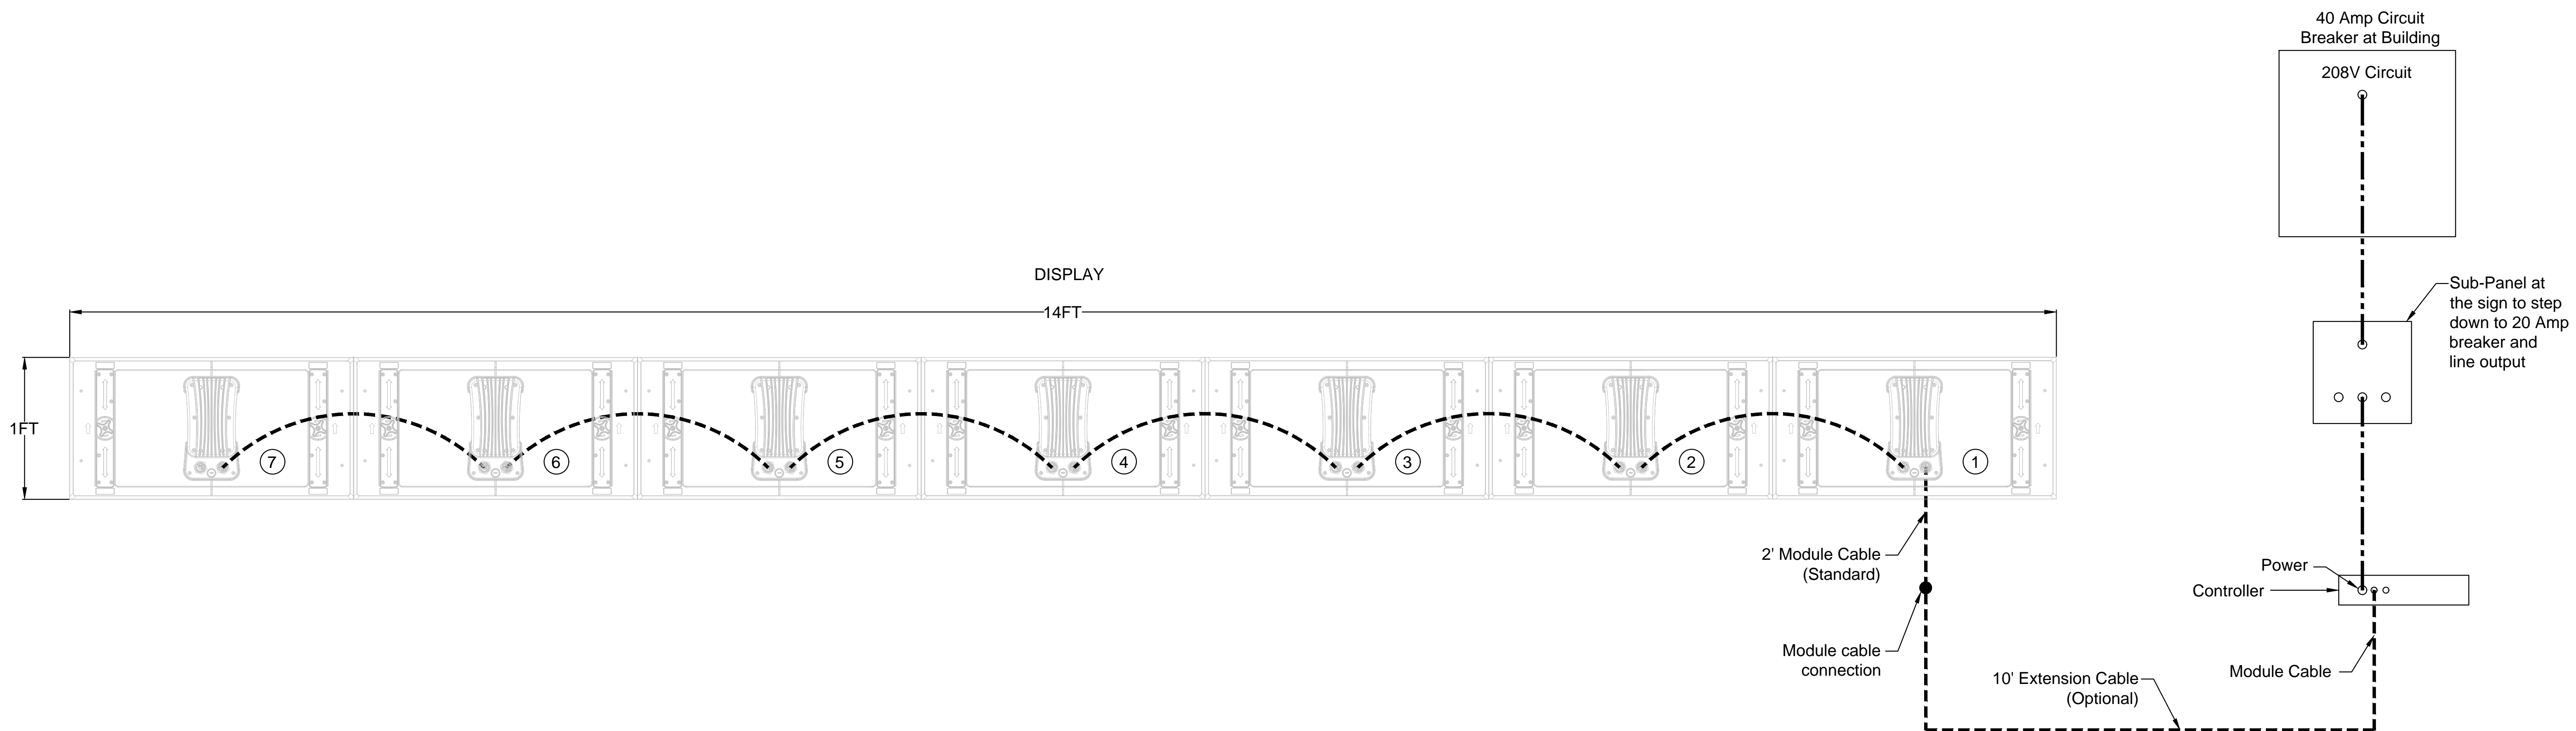 40 Amp Circuit
Breaker at Building
208V Circuit
DISPLAY
14FT
1FT
Sub-Panel at
the sign to step
down to 20 Amp
breaker and
line output
7
6
5
4
3
2
1
2' Module Cable
(Standard)
Module cable
connection
10' Extension Cable
(Optional)
Power
Controller
Module Cable